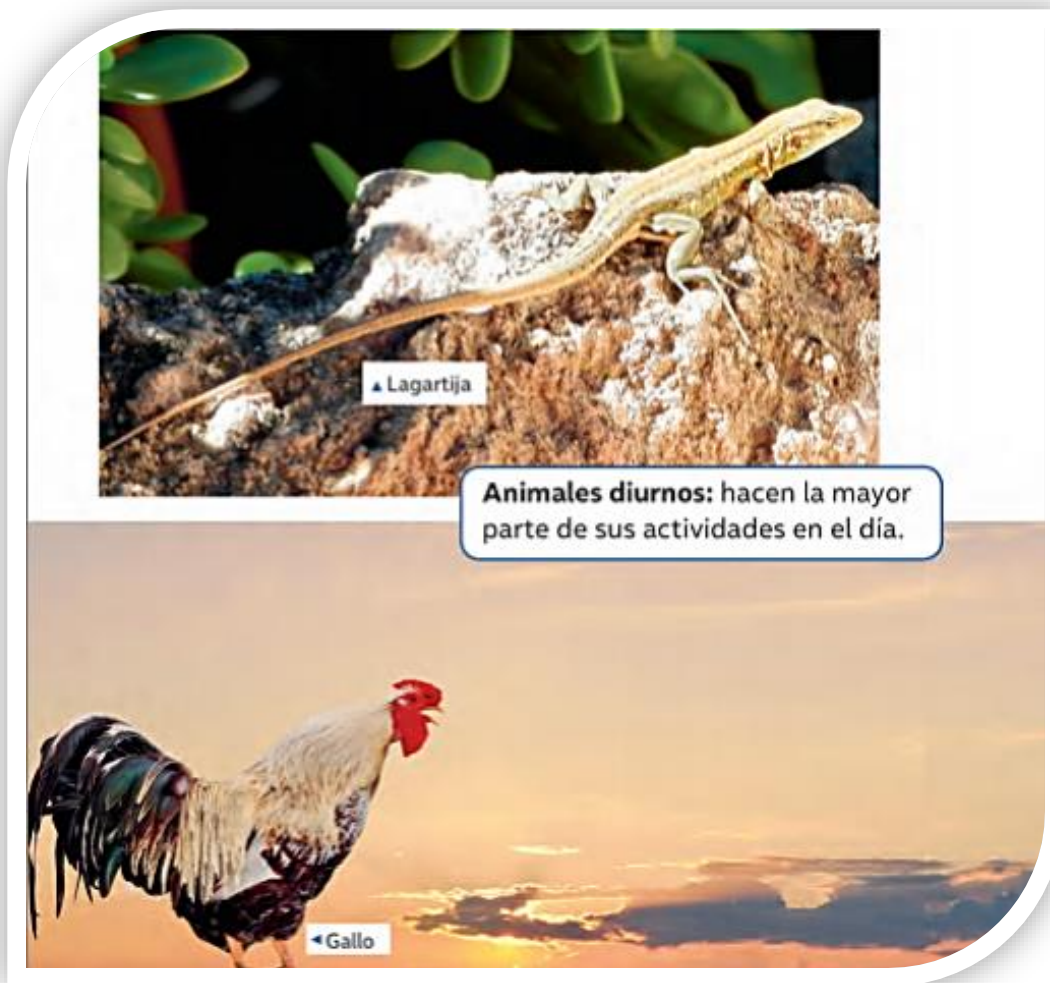 Lagartija
Animales diurnos: hacen la mayor
parte de sus actividades en el día.
Gallo